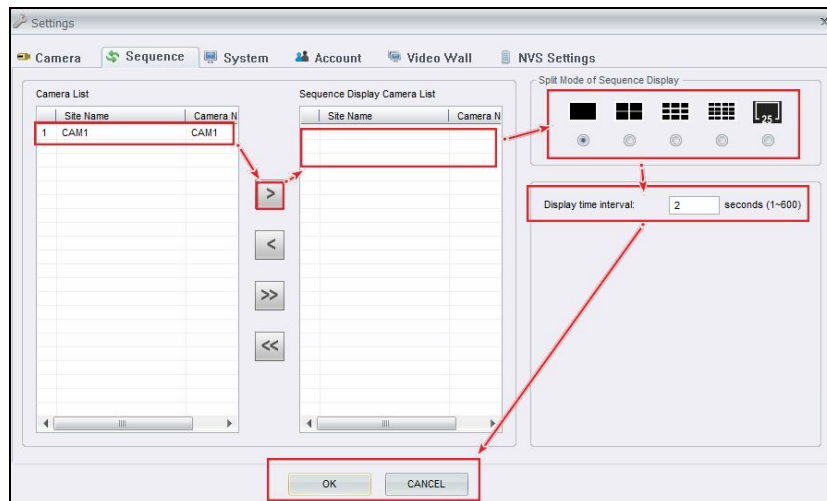 Settings
x
Camera Sequence System Account Video Wall NVS Settings
Camera List
Site Name Camera N
1 CAM1 CAM1
>
<
>>
<<
Sequence Display Camera List
Site Name Camera N
Split Mode of Sequence Display
25
Display time interval: 2 seconds (1~600)
OK CANCEL